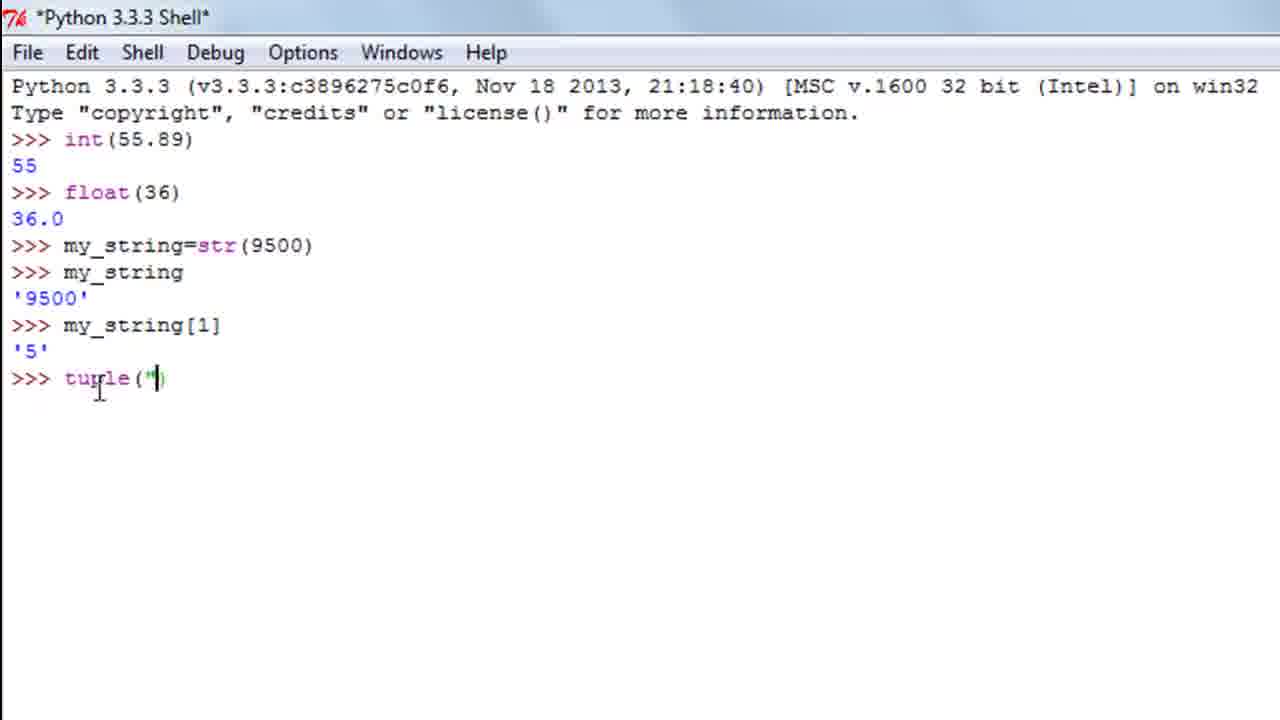 *Python 3.3.3 Shell*
File Edit Shell Debug Options Windows Help
Python 3.3.3 (v3.3.3:c3896275c0f6, Nov 18 2013, 21:18:40) [MSC v.1600 32 bit (Intel)] on win32
Type "copyright", "credits" or "license()" for more information.
>>> int(55.89)
55
>>> float(36)
36.0
>>> my_string=str(9500)
>>> my_string
'9500'
>>> my_string[1]
'5'
>>> tuple(")